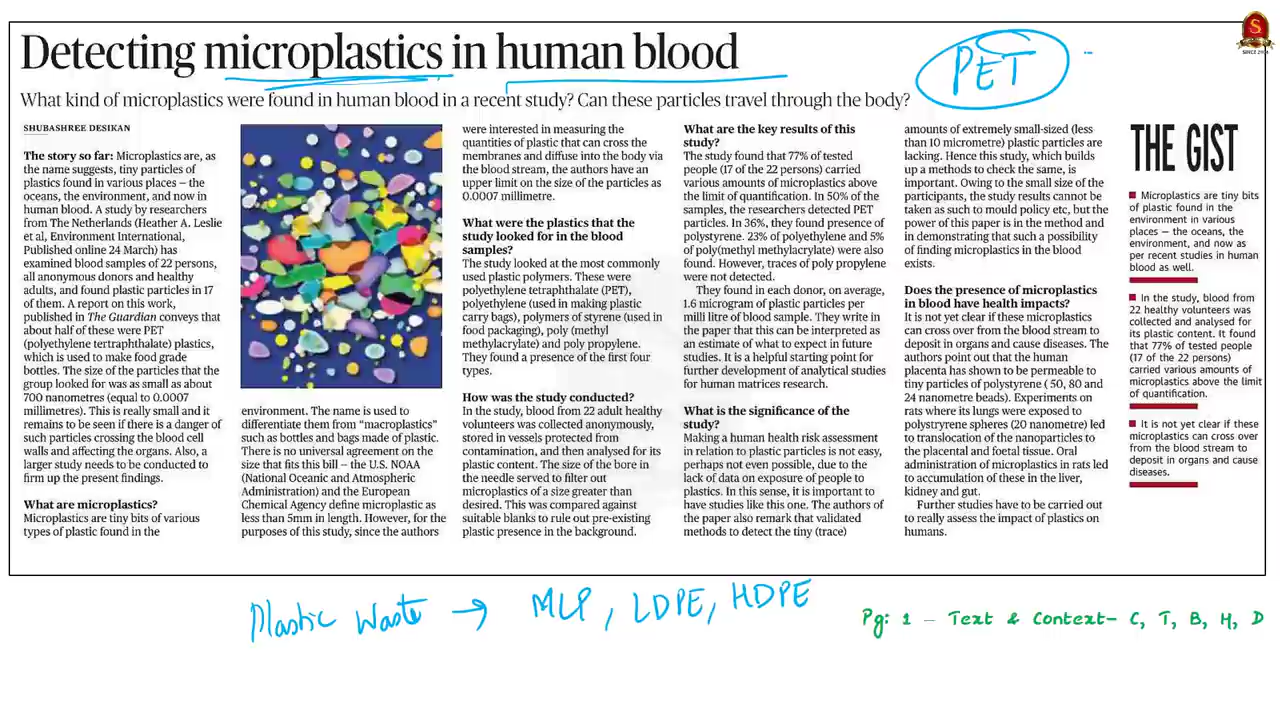 Detecting microplastics in human blood
PET
What kind of microplastics were found in human blood in a recent study? Can these particles travel through the body?
SHUBASHREE DESIKAN
The story so far: Microplastics are, as
the name suggests, tiny particles of
plastics found in various places — the
oceans, the environment, and now in
human blood. A study by researchers
from The Netherlands (Heather A. Leslie
et al, Environment International,
Published online 24 March) has
examined blood samples of 22 persons,
all anonymous donors and healthy
adults, and found plastic particles in 17
of them. A report on this work,
published in The Guardian conveys that
about half of these were PET
(polyethylene tertraphthalate) plastics,
which is used to make food grade
bottles. The size of the particles that the
group looked for was as small as about
700 nanometres (equal to 0.0007
millimetres). This is really small and it
remains to be seen if there is a danger of
such particles crossing the blood cell
walls and affecting the organs. Also, a
larger study needs to be conducted to
firm up the present findings.
What are microplastics?
Microplastics are tiny bits of various
types of plastic found in the
environment. The name is used to
differentiate them from “macroplastics”
such as bottles and bags made of plastic.
There is no universal agreement on the
size that fits this bill — the U.S. NOAA
(National Oceanic and Atmospheric
Administration) and the European
Chemical Agency define microplastic as
less than 5mm in length. However, for the
purposes of this study, since the authors
were interested in measuring the
quantities of plastic that can cross the
membranes and diffuse into the body via
the blood stream, the authors have an
upper limit on the size of the particles as
0.0007 millimetre.
What were the plastics that the
study looked for in the blood
samples?
The study looked at the most commonly
used plastic polymers. These were
polyethylene tetraphthalate (PET),
polyethylene (used in making plastic
carry bags), polymers of styrene (used in
food packaging), poly (methyl
methylacrylate) and poly propylene.
They found a presence of the first four
types.
How was the study conducted?
In the study, blood from 22 adult healthy
volunteers was collected anonymously,
stored in vessels protected from
contamination, and then analysed for its
plastic content. The size of the bore in
the needle served to filter out
microplastics of a size greater than
desired. This was compared against
suitable blanks to rule out pre-existing
plastic presence in the background.
What are the key results of this
study?
The study found that 77% of tested
people (17 of the 22 persons) carried
various amounts of microplastics above
the limit of quantification. In 50% of the
samples, the researchers detected PET
particles. In 36%, they found presence of
polystyrene. 23% of polyethylene and 5%
of poly(methyl methylacrylate) were also
found. However, traces of poly propylene
were not detected.
They found in each donor, on average,
1.6 microgram of plastic particles per
milli litre of blood sample. They write in
the paper that this can be interpreted as
an estimate of what to expect in future
studies. It is a helpful starting point for
further development of analytical studies
for human matrices research.
What is the significance of the
study?
Making a human health risk assessment
in relation to plastic particles is not easy,
perhaps not even possible, due to the
lack of data on exposure of people to
plastics. In this sense, it is important to
have studies like this one. The authors of
the paper also remark that validated
methods to detect the tiny (trace)
amounts of extremely small-sized (less
than 10 micrometre) plastic particles are
lacking. Hence this study, which builds
up a methods to check the same, is
important. Owing to the small size of the
participants, the study results cannot be
taken as such to mould policy etc, but the
power of this paper is in the method and
in demonstrating that such a possibility
of finding microplastics in the blood
exists.
Does the presence of microplastics
in blood have health impacts?
It is not yet clear if these microplastics
can cross over from the blood stream to
deposit in organs and cause diseases. The
authors point out that the human
placenta has shown to be permeable to
tiny particles of polystyrene ( 50, 80 and
24 nanometre beads). Experiments on
rats where its lungs were exposed to
polystryrene spheres (20 nanometre) led
to translocation of the nanoparticles to
the placental and foetal tissue. Oral
administration of microplastics in rats led
to accumulation of these in the liver,
kidney and gut.
Further studies have to be carried out
to really assess the impact of plastics on
humans.
THE GIST
Microplastics are tiny bits
of plastic found in the
environment in various
places — the oceans, the
environment, and now as
per recent studies in human
blood as well.
In the study, blood from
22 healthy volunteers was
collected and analysed for
its plastic content. It found
that 77% of tested people
(17 of the 22 persons)
carried various amounts of
microplastics above the limit
of quantification.
It is not yet clear if these
microplastics can cross over
from the blood stream to
deposit in organs and cause
diseases.
Plastic Waste → MLP, LDPE, HDPE
Pg: 1 – Text & Context– C, T, B, H, D
S
SINCE 2004